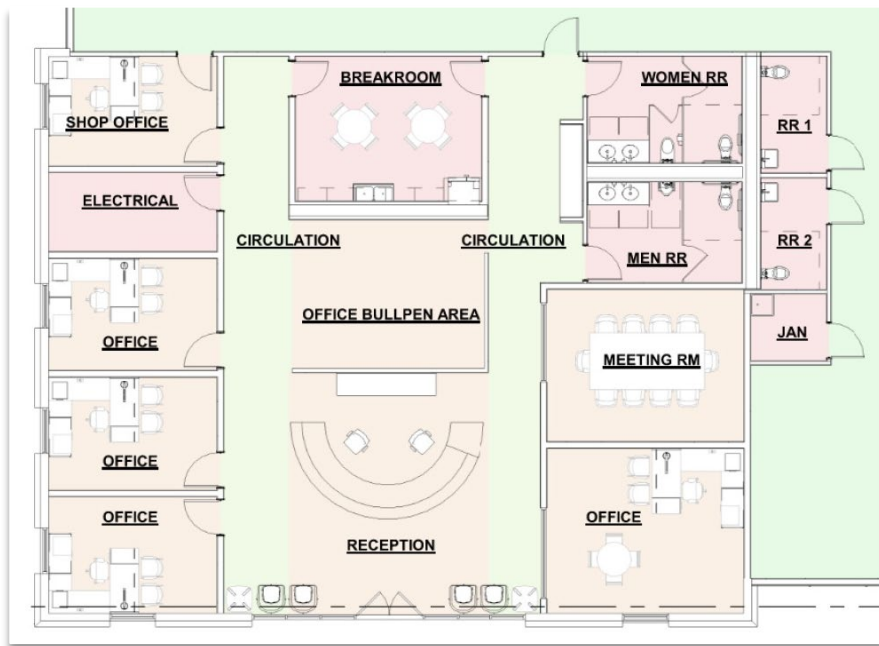 BREAKROOM
WOMEN RR
SHOP OFFICE
RR 1
ELECTRICAL
CIRCULATION
CIRCULATION
RR 2
MEN RR
OFFICE BULLPEN AREA
OFFICE
JAN
MEETING RM
OFFICE
OFFICE
OFFICE
RECEPTION